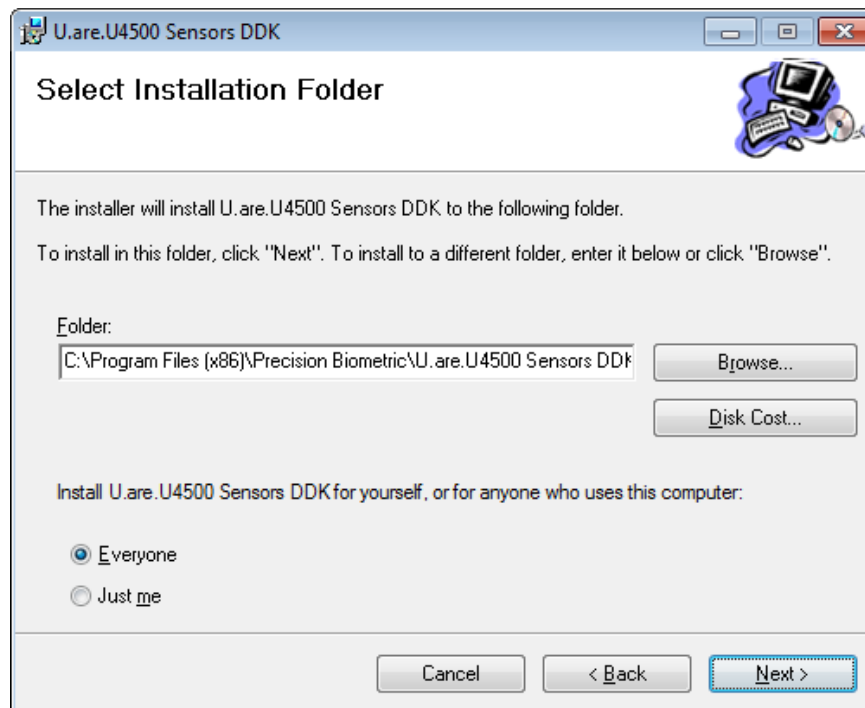 U.are.U4500 Sensors DDK
Select Installation Folder
The installer will install U.are.U4500 Sensors DDK to the following folder.
To install in this folder, click "Next". To install to a different folder, enter it below or click "Browse".
Folder:
C:\Program Files (x86)\Precision Biometric\U.are.U4500 Sensors DDK
Browse...
Disk Cost...
Install U.are.U4500 Sensors DDK for yourself, or for anyone who uses this computer:
Everyone
Just me
Cancel
< Back
Next >